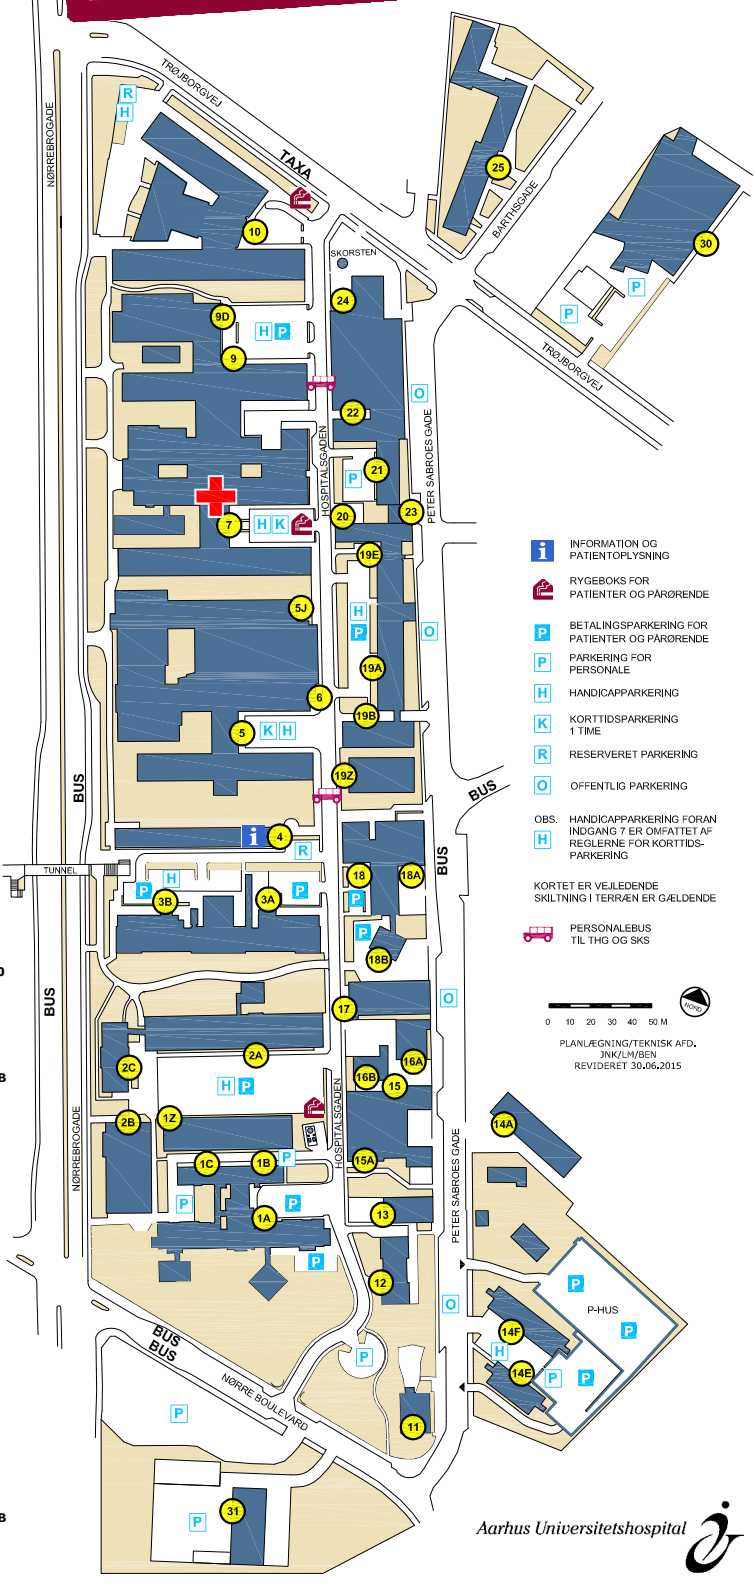 NØRREBROGADE
TRØJBORGVEJ
R
H
TAXA
25
BARTHSGADE
30
10
SKORSTEN
24
P
P
9D
H P
9
TRØJBORGVEJ
O
22
PETER SABROES GADE
HOSPITALSGADEN
21
P
7
H K
20
23
19E
INFORMATION OG
PATIENTOPLYSNING
RYGEBOKS FOR
PATIENTER OG PÅRØRENDE
P
BETALINGSPARKERING FOR
PATIENTER OG PÅRØRENDE
P
PARKERING FOR
PERSONALE
H
HANDICAPPARKERING
K
KORTTIDSPARKERING
1 TIME
R
RESERVERET PARKERING
O
OFFENTLIG PARKERING
OBS.
H
HANDICAPPARKERING FORAN
INDGANG 7 ER OMFATTET AF
REGLERNE FOR KORTTIDS-
PARKERING
KORTET ER VEJLEDENDE
SKILTNING I TERRÆN ER GÆLDENDE
PERSONALEBUS
TIL THG OG SKS
0 10 20 30 40 50 M
NORD
PLANLÆGNING/TEKNISK AFD.
JNK/LM/BEN
REVIDERET 30.06.2015
5J
H
P
O
19A
6
19B
5
K H
19Z
BUS
BUS
i
4
R
BUS
TUNNEL
18
18A
P
H
P
3B
3A
P
P
18B
BUS
O
17
2A
16A
2C
16B
15
H P
HOSPITALSGADEN
2B
1Z
14A
NØRREBROGADE
1C
1B
P
15A
PETER SABROES GADE
P
P
1A
13
P
12
P
P-HUS
O
P
14F
H
BUS
BUS
P
14E
P
P
NØRRE BOULEVARD
P
11
31
P
B
B
Aarhus Universitetshospital